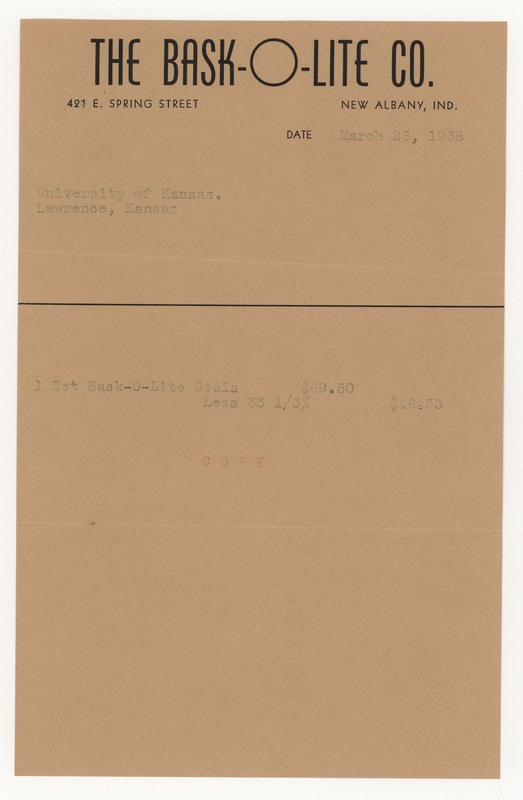 THE BASK-O-LITE CO.
421 E. SPRING STREET NEW ALBANY, IND.
DATE March 25, 1938
University of Kannas.
Lawrence, Kansas
1 Set Bask-O-Lite Goals $69.50
Less 33 1/3% $46.33
COPY